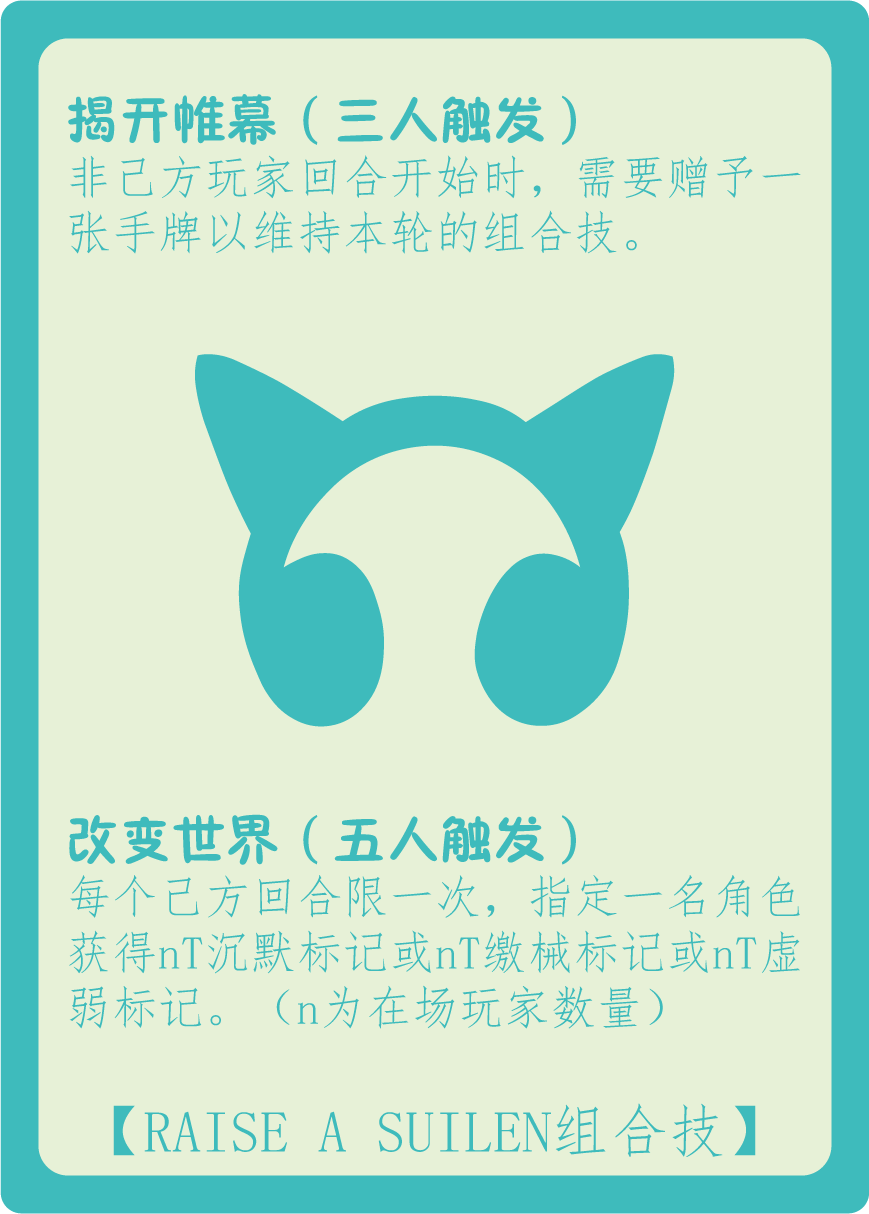 揭开帷幕（三人触发）
非己方玩家回合开始时，需要赠予一
张手牌以维持本轮的组合技。
改变世界（五人触发）
每个己方回合限一次，指定一名角色
获得nT沉默标记或nT缴械标记或nT虚
弱标记。（n为在场玩家数量）
【RAISE A SUILEN组合技】